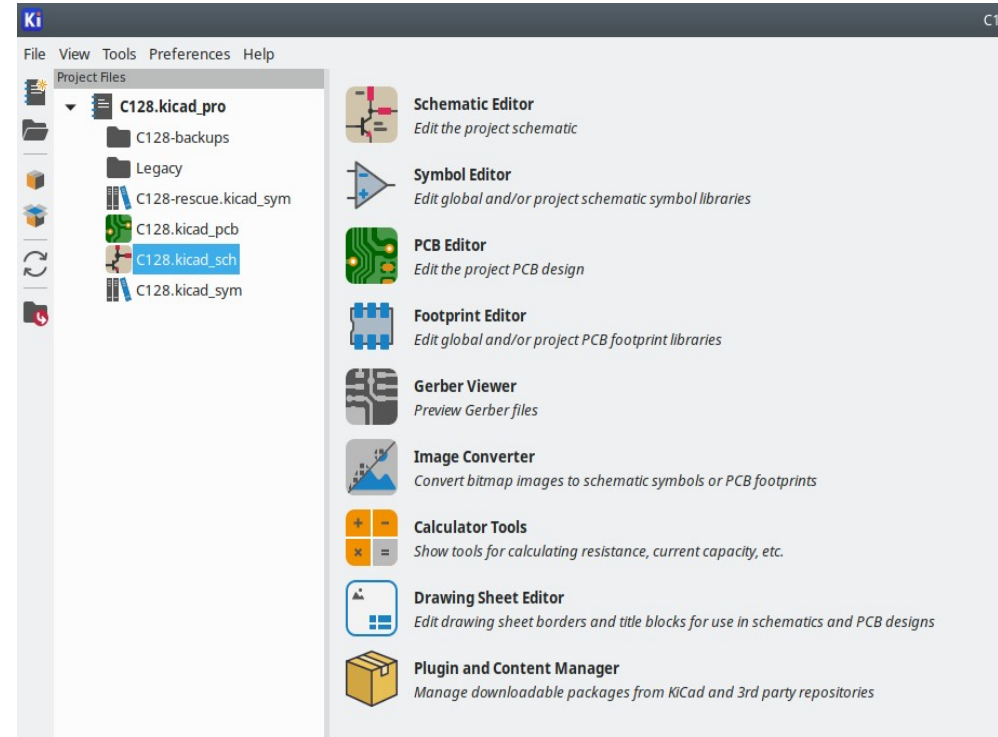 Ki
C1
File View Tools Preferences Help
Project Files
C128.kicad_pro
C128-backups
Legacy
C128-rescue.kicad_sym
C128.kicad_pcb
C128.kicad_sch
C128.kicad_sym
Schematic Editor
Edit the project schematic
Symbol Editor
Edit global and/or project schematic symbol libraries
PCB Editor
Edit the project PCB design
Footprint Editor
Edit global and/or project PCB footprint libraries
Gerber Viewer
Preview Gerber files
Image Converter
Convert bitmap images to schematic symbols or PCB footprints
Calculator Tools
Show tools for calculating resistance, current capacity, etc.
Drawing Sheet Editor
Edit drawing sheet borders and title blocks for use in schematics and PCB designs
Plugin and Content Manager
Manage downloadable packages from KiCad and 3rd party repositories